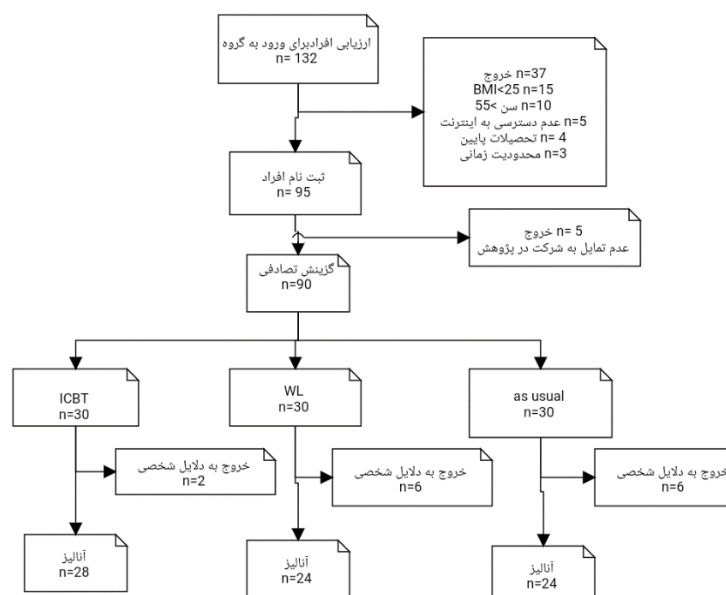 ارزیابی افرادبرای ورود به گروه
n= 132
خروج n=37
BMI<25 n=15
سن >55 n=10
عدم دسترسی به اینترنت n=5
تحصیلات پایین n= 4
محدودیت زمانی n=3
ثبت نام افراد
n= 95
خروج n= 5
عدم تمایل به شرکت در پژوهش
گزینش تصادفی
n=90
ICBT
n=30
WL
n=30
as usual
n=30
خروج به دلایل شخصی
n=2
خروج به دلایل شخصی
n=6
خروج به دلایل شخصی
n=6
آنالیز
n=28
آنالیز
n=24
آنالیز
n=24